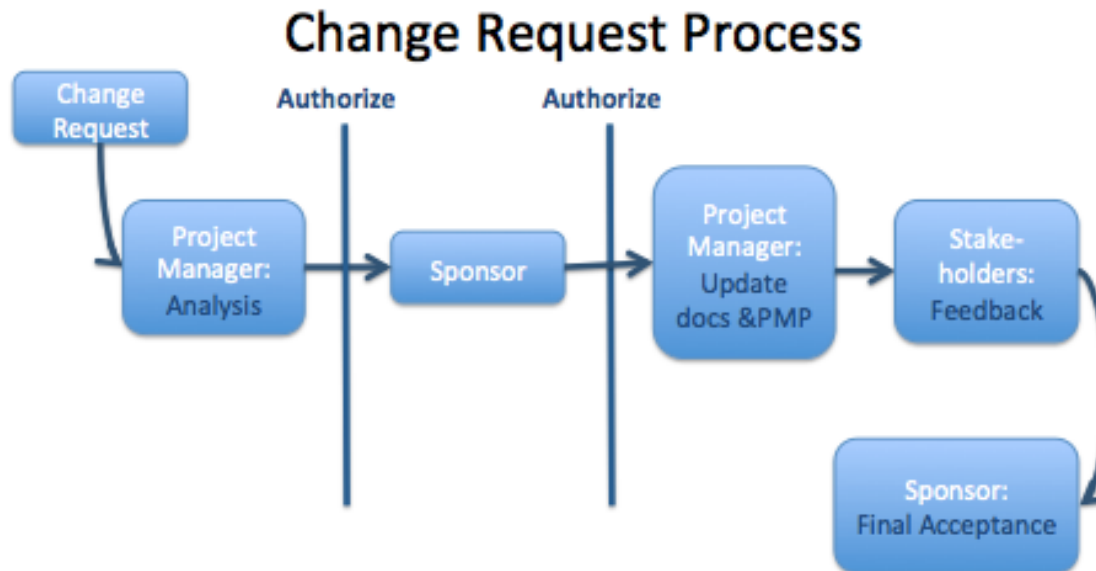 Change Request Process
Change
Request
Authorize
Authorize
Project
Manager:
Analysis
Sponsor
Project
Manager:
Update
docs &PMP
Stake-
holders:
Feedback
Sponsor:
Final Acceptance